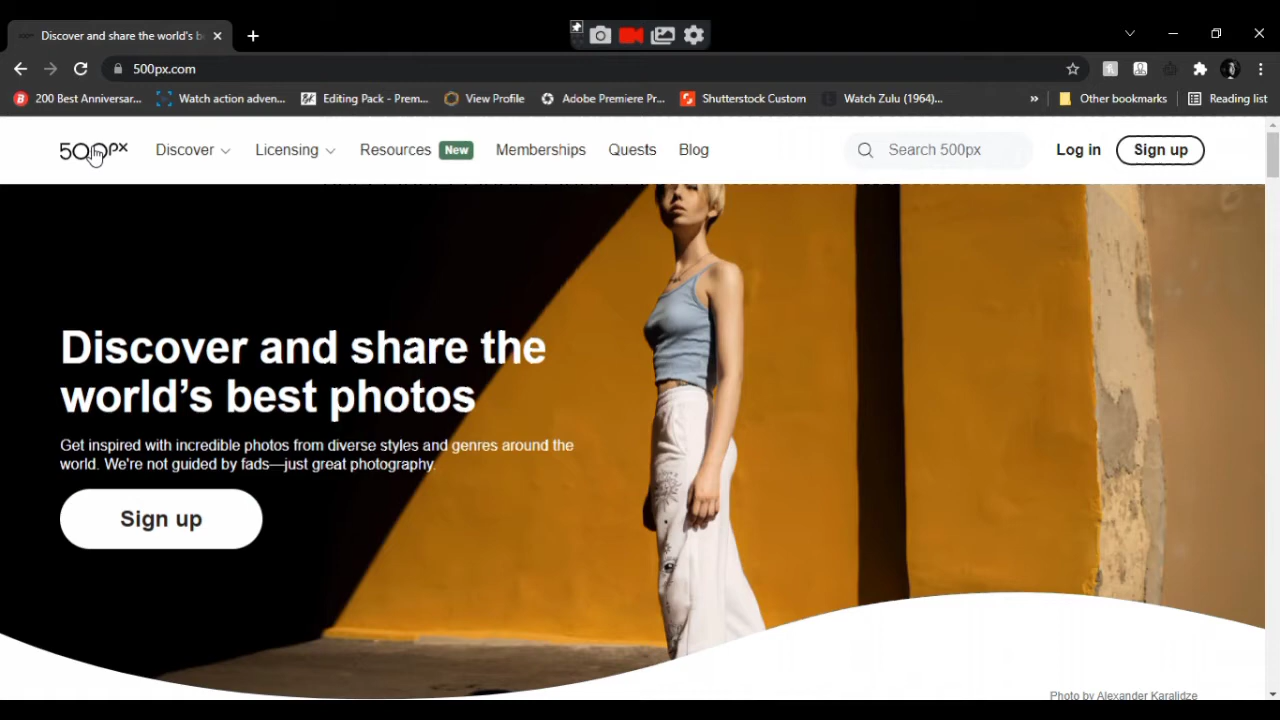 Discover and share the world's b
500px.com
200 Best Anniversar...
Watch action adven...
Editing Pack - Prem...
View Profile
Adobe Premiere Pr...
Shutterstock Custom
Watch Zulu (1964)...
»
Other bookmarks
Reading list
500px
Discover
Licensing
Resources New
Memberships
Quests
Blog
Search 500px
Log in
Sign up
Discover and share the
world’s best photos
Get inspired with incredible photos from diverse styles and genres around the
world. We're not guided by fads—just great photography.
Sign up
Photo by Alexander Karalidze